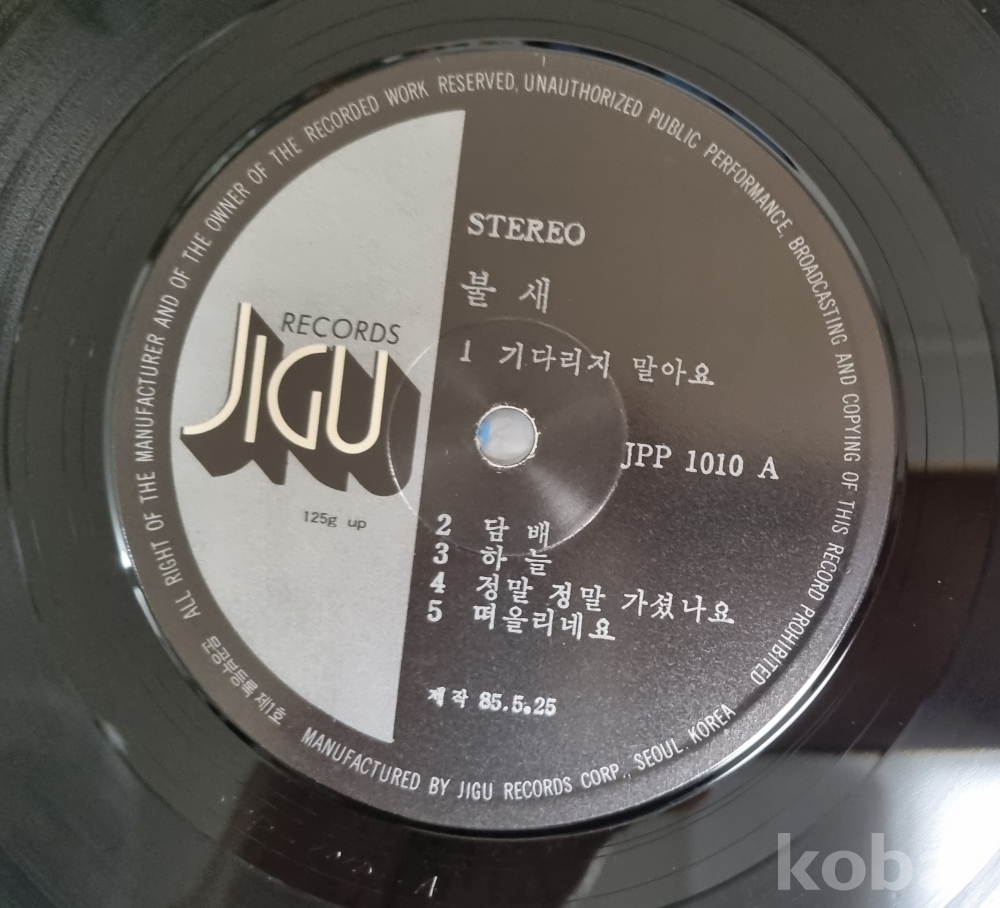 ALL RIGHT OF THE MANUFACTURER AND OF THE OWNER OF THE RECORDED WORK RESERVED, UNAUTHORIZED PUBLIC PERFORMANCE, BROADCASTING AND COPYING OF THIS RECORD PROHIBITED
STEREO
불새
RECORDS
JIGU
1 기다리지 말아요
JPP 1010 A
125g up
2 담배
3 하늘
4 정말 정말 가셨나요
5 떠올리네요
제작 85.5.25
문공부등록 제1호
MANUFACTURED BY JIGU RECORDS CORP., SEOUL. KOREA
A
koba